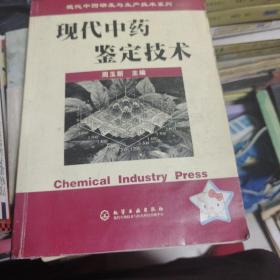 现代中药研究与生产技术系列
现代中药
鉴定技术
周玉新 主编
Chemical Industry Press
化学工业出版社